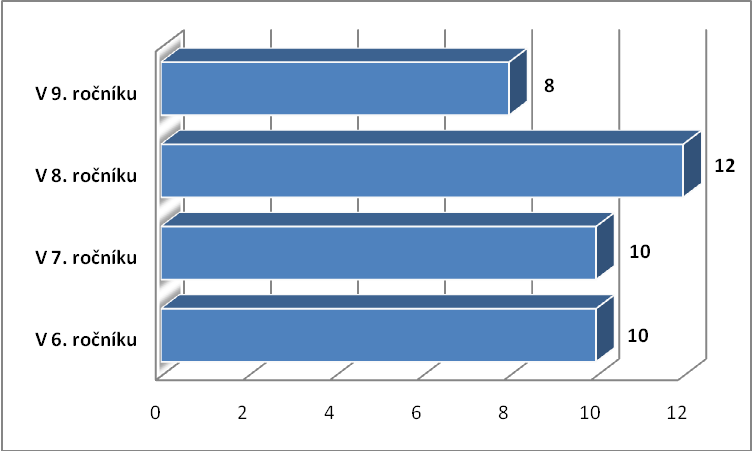 V 9. ročníku
8
V 8. ročníku
12
V 7. ročníku
10
V 6. ročníku
10
0 2 4 6 8 10 12